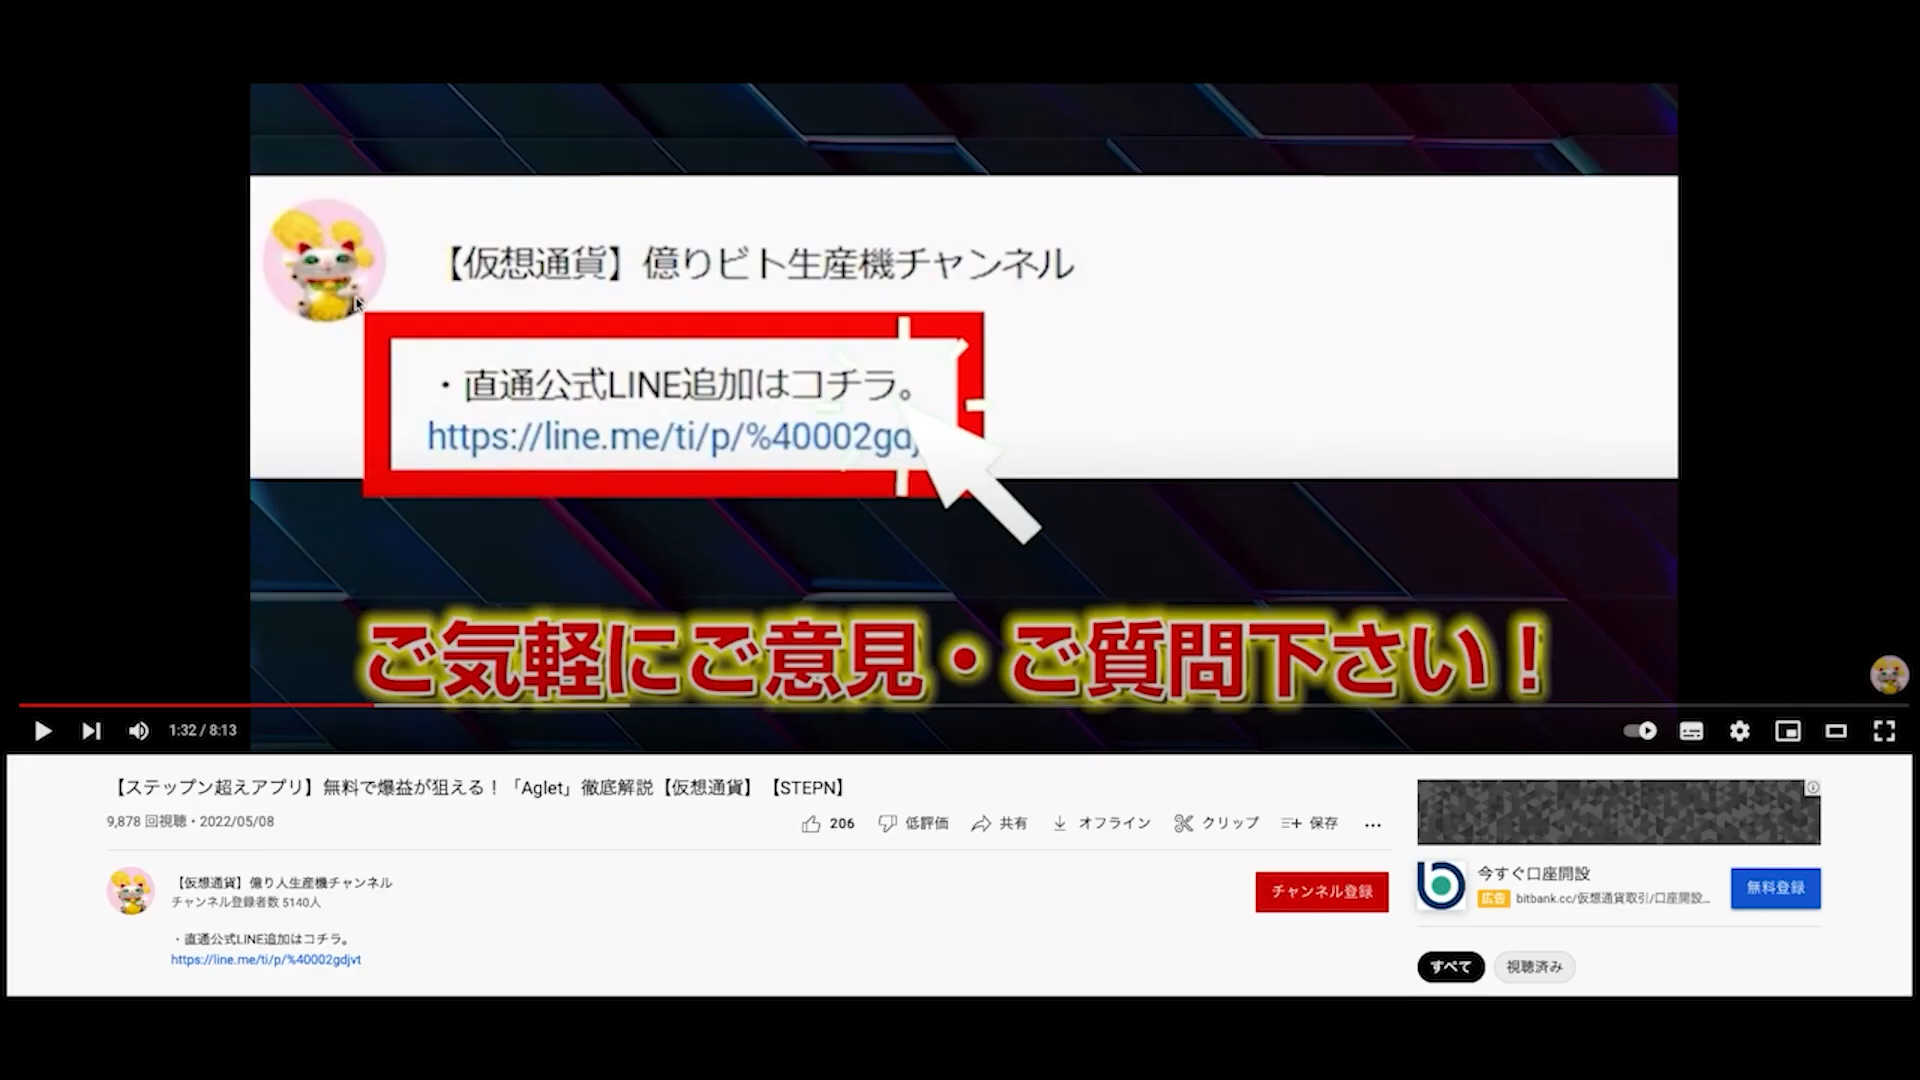 【仮想通貨】億りビト生産機チャンネル
・直通公式LINE追加はコチラ。
https://line.me/ti/p/%40002gdj
ご気軽にご意見・ご質問下さい！
1:32 / 8:13
【ステップン超えアプリ】無料で爆益が狙える！「Aglet」徹底解説【仮想通貨】【STEPN】
9,878 回視聴・2022/05/08
206 低評価 共有 オフライン クリップ 保存 …
【仮想通貨】億り人生産機チャンネル
チャンネル登録者数 5140人
チャンネル登録
・直通公式LINE追加はコチラ。
https://line.me/ti/p/%40002gdjvt
今すぐ口座開設
広告 bitbank.cc/仮想通貨取引/口座開設...
無料登録
すべて 視聴済み